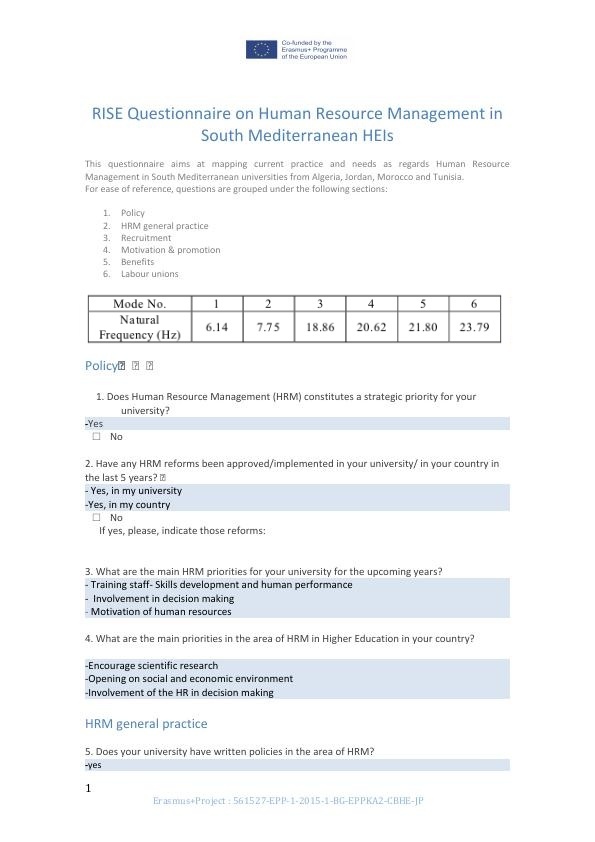 Co-funded by the
Erasmus+ Programme
of the European Union
RISE Questionnaire on Human Resource Management in
South Mediterranean HEIs
This questionnaire aims at mapping current practice and needs as regards Human Resource
Management in South Mediterranean universities from Algeria, Jordan, Morocco and Tunisia.
For ease of reference, questions are grouped under the following sections:
1. Policy
2. HRM general practice
3. Recruitment
4. Motivation & promotion
5. Benefits
6. Labour unions
Mode No. 1 2 3 4 5 6
Natural
Frequency (Hz) 6.14 7.75 18.86 20.62 21.80 23.79
Policy
1. Does Human Resource Management (HRM) constitutes a strategic priority for your
university?
-Yes
☐ No
2. Have any HRM reforms been approved/implemented in your university/ in your country in
the last 5 years?
- Yes, in my university
-Yes, in my country
☐ No
If yes, please, indicate those reforms:
3. What are the main HRM priorities for your university for the upcoming years?
- Training staff- Skills development and human performance
- Involvement in decision making
- Motivation of human resources
4. What are the main priorities in the area of HRM in Higher Education in your country?
-Encourage scientific research
-Opening on social and economic environment
-Involvement of the HR in decision making
HRM general practice
5. Does your university have written policies in the area of HRM?
-yes
1
Erasmus+Project : 561527-EPP-1-2015-1-BG-EPPKA2-CBHE-JP